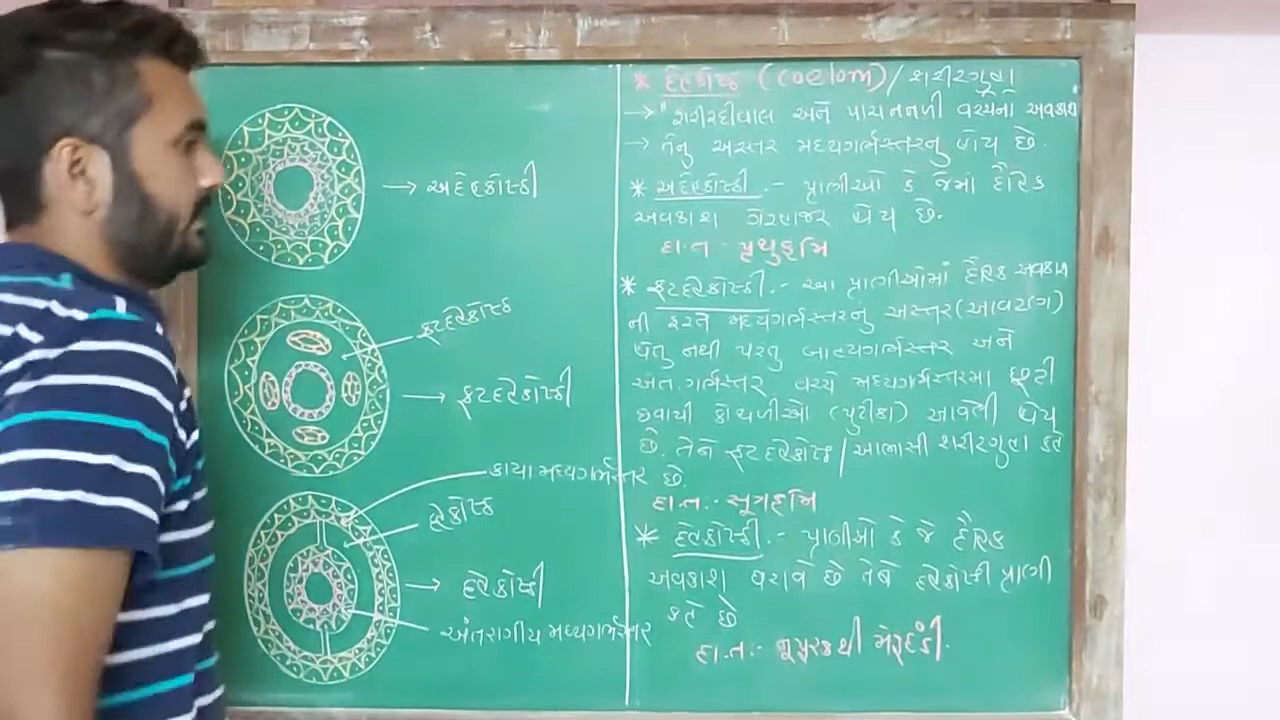 → અદેહકોષ્ઠી
ફૂટદેહકોષ્ઠ
→ ફૂટદેહકોષ્ઠી
કાયા મધ્યગર્ભસ્તર
દેહકોષ્ઠ
→ દેહકોષ્ઠી
અંતરાગીય મધ્યગર્ભસ્તર
* દેહકોષ્ઠ (coelom) / શરીરગુહા
→ "શરીરદીવાલ અને પાચનનળી વચ્ચેનો અવકાશ
→ તેનુ અસ્તર મધ્યગર્ભસ્તરનુ હોય છે.
* અદેહકોષ્ઠી :- પ્રાણીઓ કે જેમાં દૈહિક
અવકાશ ગેરહાજર હોય છે.
દા.ત :- પૃથુકૃમિ
* ફૂટદેહકોષ્ઠી :- આ પ્રાણીઓમાં દૈહિક અવકાશ
ની ફરતે મધ્યગર્ભસ્તરનું અસ્તર (આવરણ)
હોતુ નથી પરંતુ બાહ્યગર્ભસ્તર અને
અંતઃગર્ભસ્તર વચ્ચે મધ્યગર્ભસ્તરમા છૂટી
છવાયી કોથળીઓ (પુટીકા) આવેલી હોય
છે. તેને ફૂટદેહકોષ્ઠ / આભાસી શરીરગુહા કહે
છે.
દા.ત. :- સૂત્રકૃમિ
* દેહકોષ્ઠી :- પ્રાણીઓ કે જે દૈહિક
અવકાશ ધરાવે છે તેને દેહકોષ્ઠી પ્રાણી
કહે છે
દા.ત. :- નૂપુરકથી મેરુદંડી.